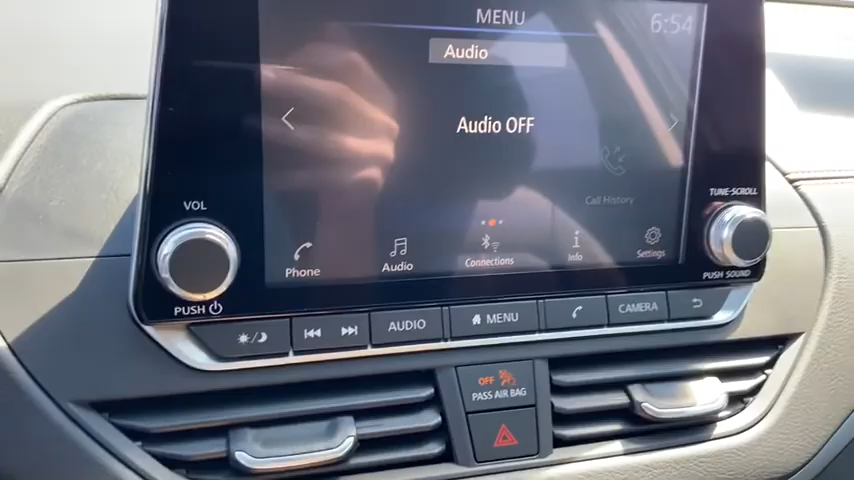 MENU
6:54
Audio
Audio OFF
Call History
VOL
TUNE·SCROLL
Phone
Audio
Connections
Info
Settings
PUSH
PUSH SOUND
AUDIO
MENU
CAMERA
OFF
PASS AIR BAG